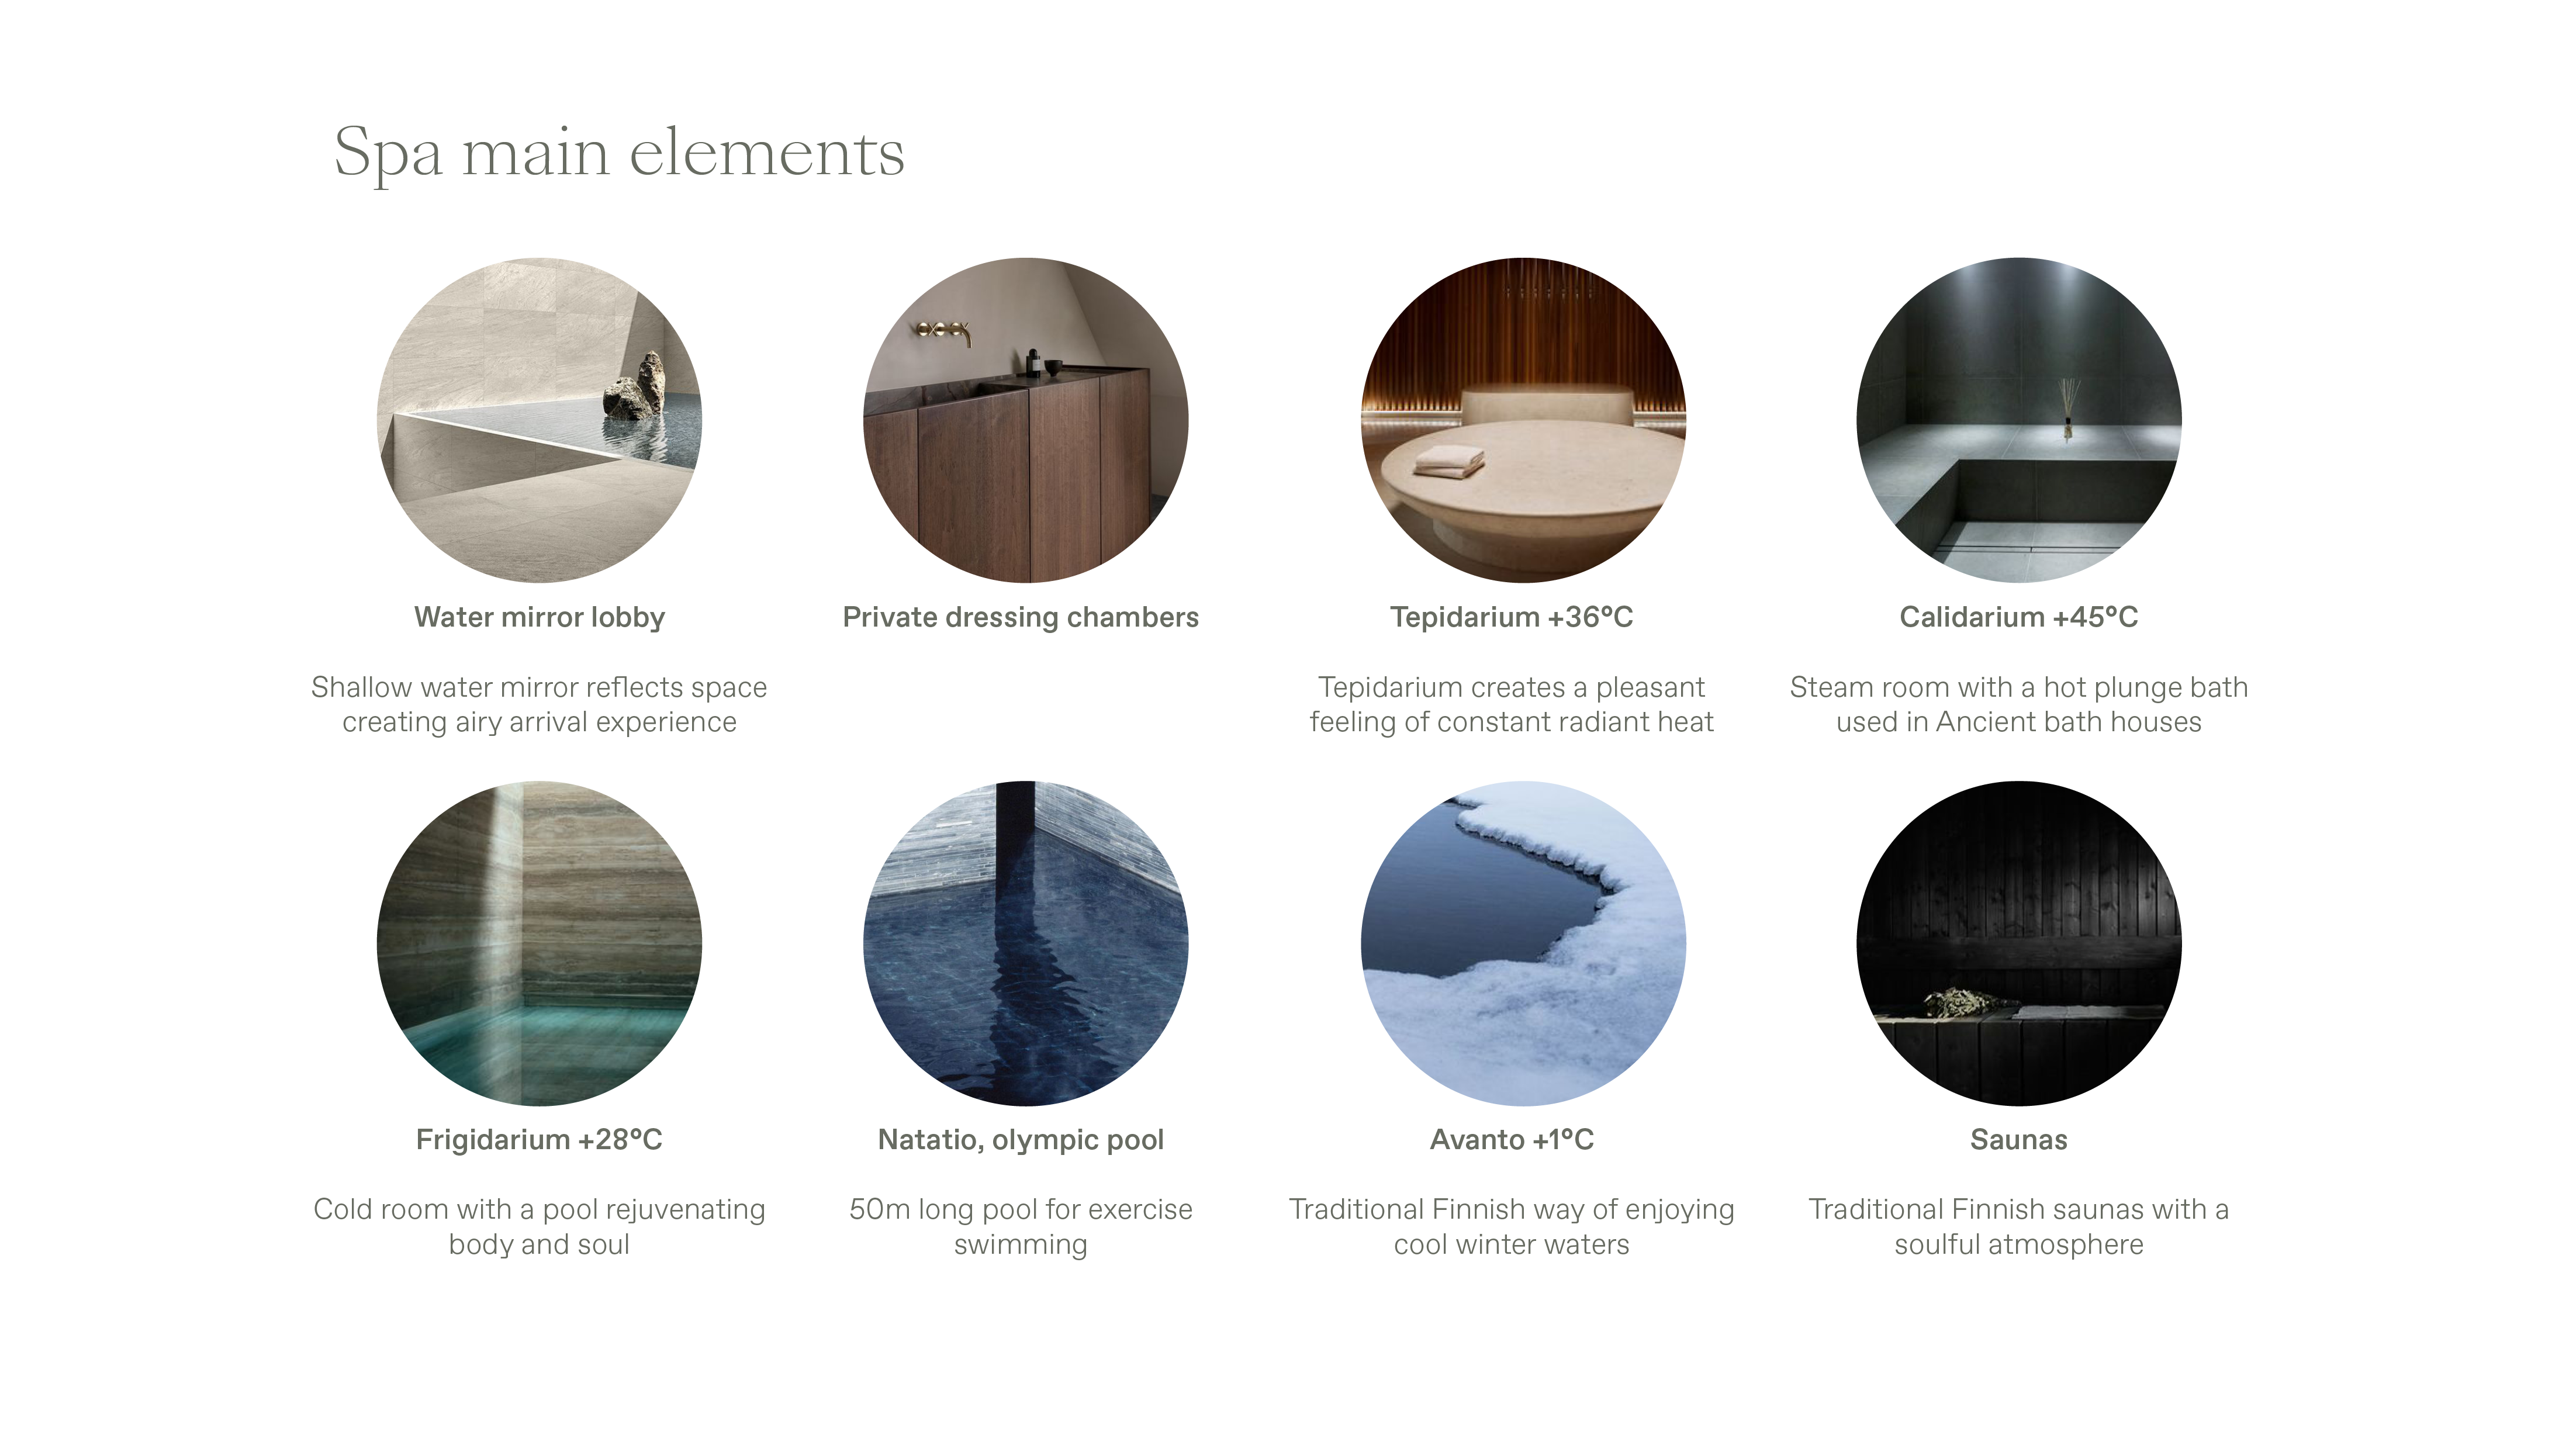 Spa main elements
Water mirror lobby
Shallow water mirror reflects space
creating airy arrival experience
Private dressing chambers
Tepidarium +36°C
Tepidarium creates a pleasant
feeling of constant radiant heat
Calidarium +45°C
Steam room with a hot plunge bath
used in Ancient bath houses
Frigidarium +28°C
Cold room with a pool rejuvenating
body and soul
Natatio, olympic pool
50m long pool for exercise
swimming
Avanto +1°C
Traditional Finnish way of enjoying
cool winter waters
Saunas
Traditional Finnish saunas with a
soulful atmosphere